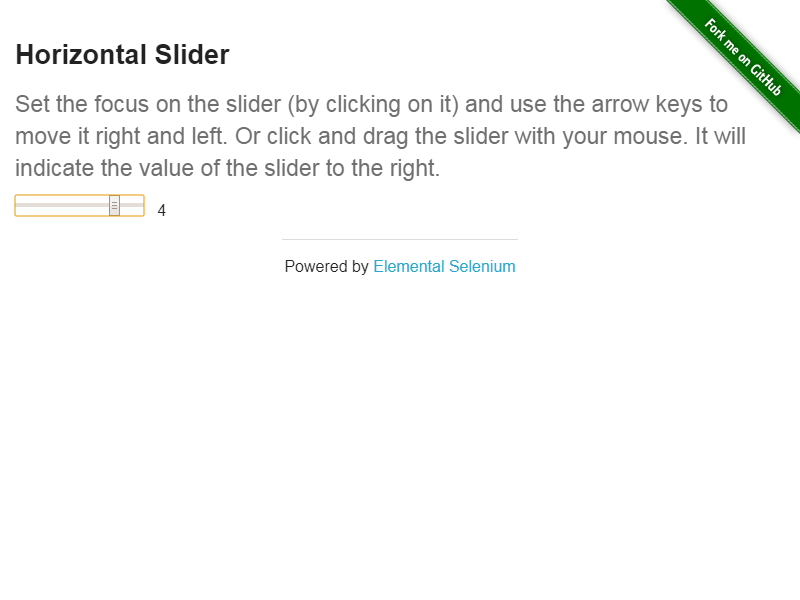 Fork me on GitHub
Horizontal Slider
Set the focus on the slider (by clicking on it) and use the arrow keys to
move it right and left. Or click and drag the slider with your mouse. It will
indicate the value of the slider to the right.
4
Powered by Elemental Selenium